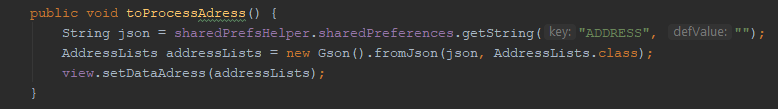 public void toProcessAdress() {
String json = sharedPrefsHelper.sharedPreferences.getString( key: "ADDRESS", defValue: "");
AddressLists addressLists = new Gson().fromJson(json, AddressLists.class);
view.setDataAdress(addressLists);
}